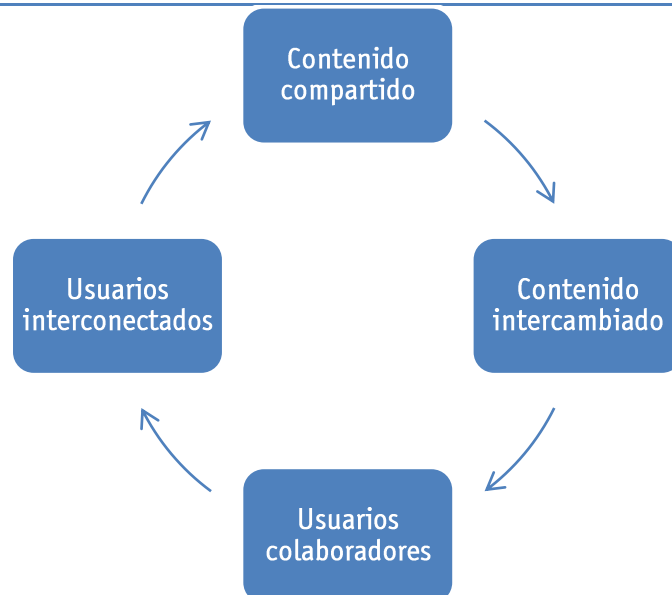 Contenido
compartido
Contenido
intercambiado
Usuarios
colaboradores
Usuarios
interconectados